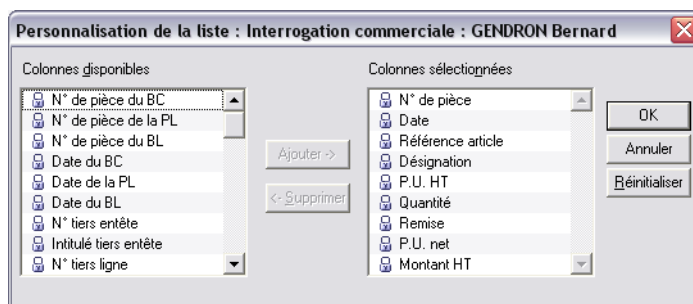 Personnalisation de la liste : Interrogation commerciale : GENDRON Bernard
Colonnes disponibles
N° de pièce du BC
N° de pièce de la PL
N° de pièce du BL
Date du BC
Date de la PL
Date du BL
N° tiers entête
Intitulé tiers entête
N° tiers ligne
Ajouter ->
<- Supprimer
Colonnes sélectionnées
N° de pièce
Date
Référence article
Désignation
P.U. HT
Quantité
Remise
P.U. net
Montant HT
OK
Annuler
Réinitialiser